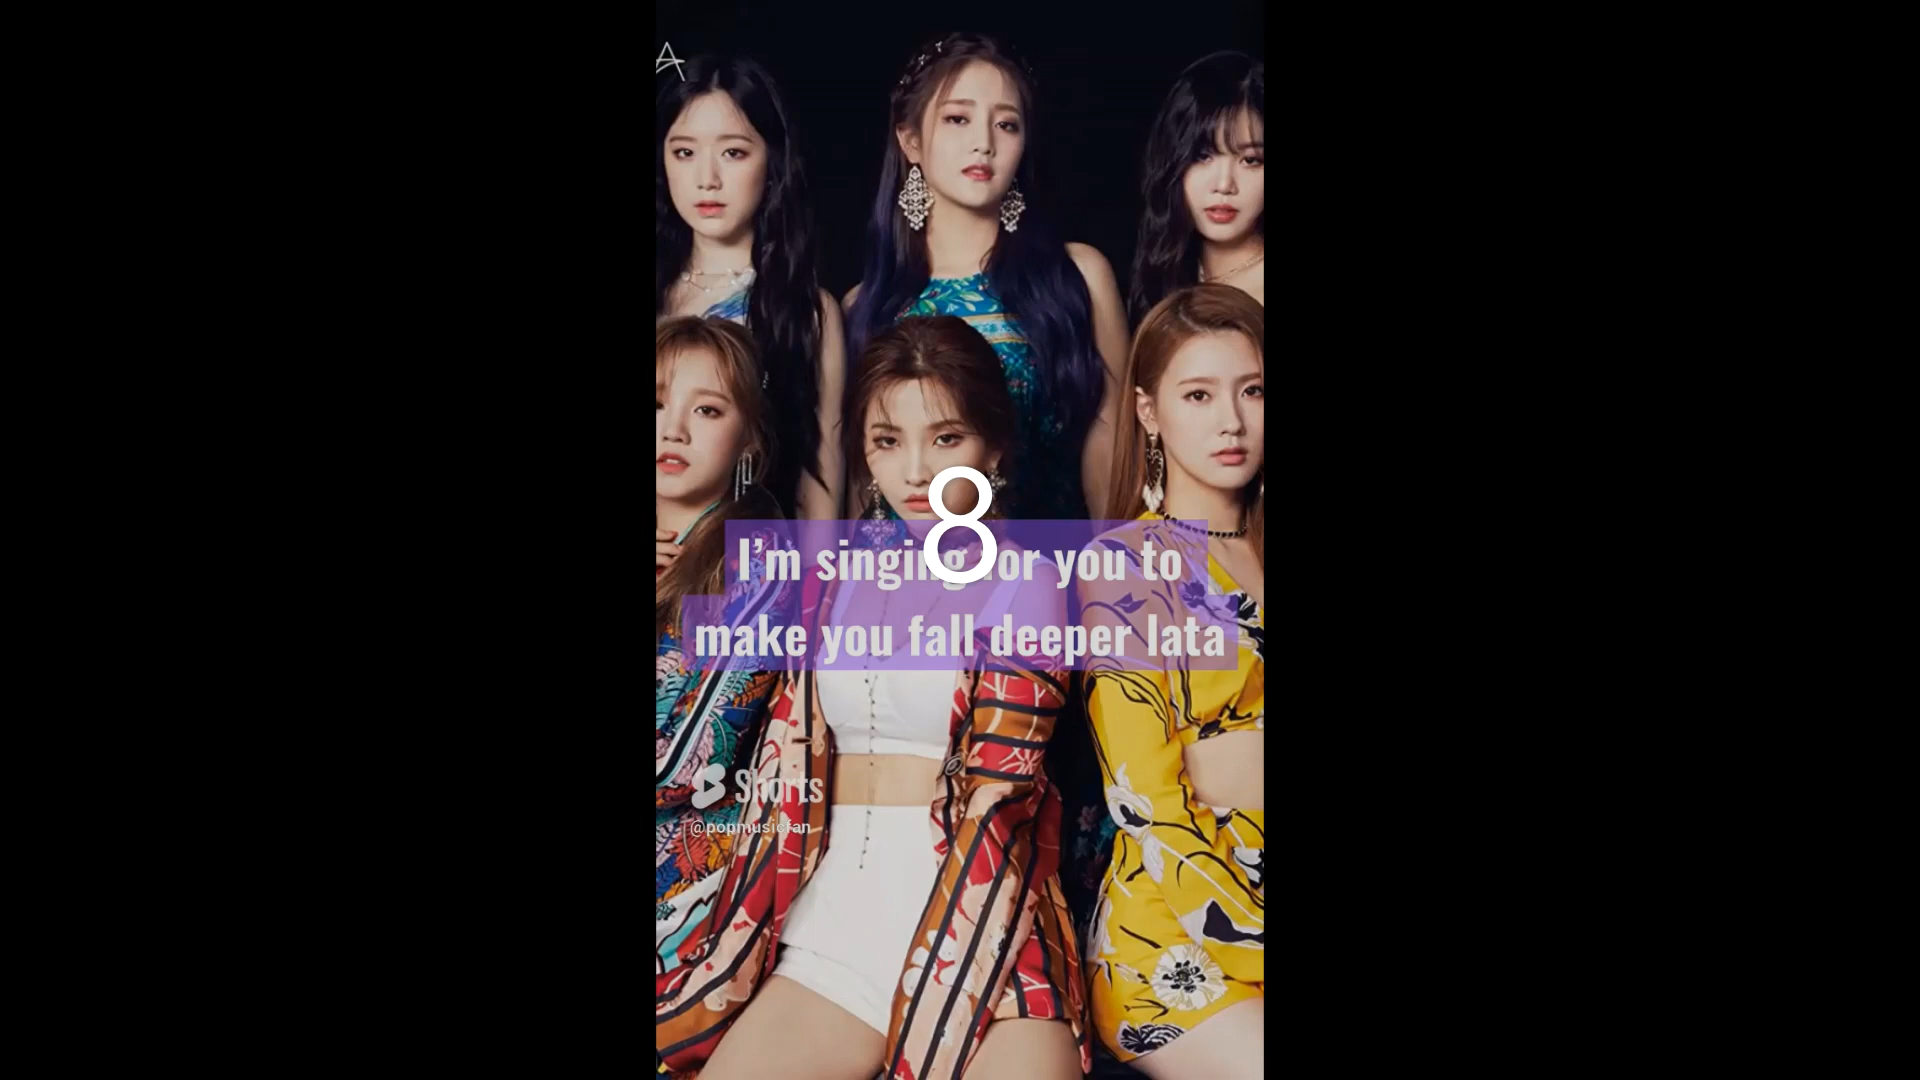 A
8
I’m singing for you to
make you fall deeper lata
Shorts
@popmusicfan